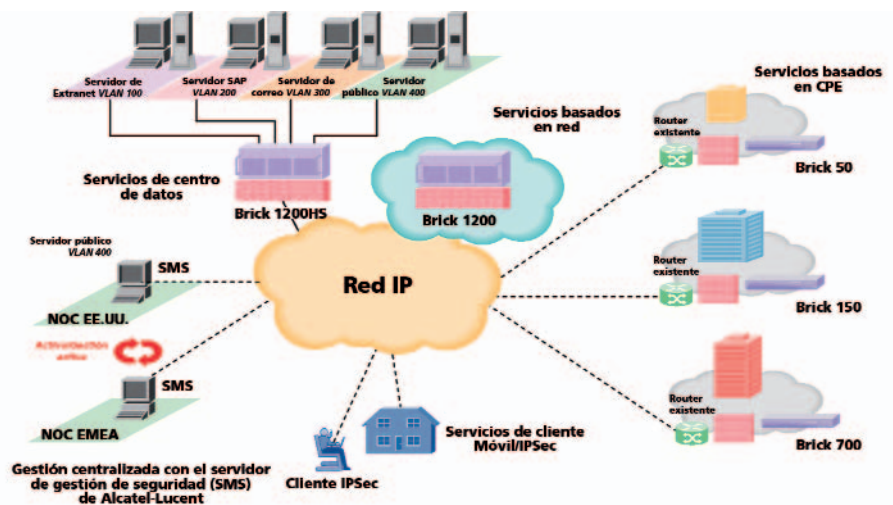 Servidor de
Extranet VLAN 100
Servidor SAP
VLAN 200
Servidor de
correo VLAN 300
Servidor
público VLAN 400
Servicios basados
en red
Servicios basados
en CPE
Router
existente
Brick 50
Servicios de centro
de datos
Brick 1200HS
Brick 1200
Servidor público
VLAN 400
SMS
NOC EE.UU.
Red IP
Router
existente
Brick 150
SMS
NOC EMEA
Router
existente
Brick 700
Servicios de cliente
Móvil/IPSec
Cliente IPSec
Gestión centralizada con el servidor
de gestión de seguridad (SMS)
de Alcatel-Lucent